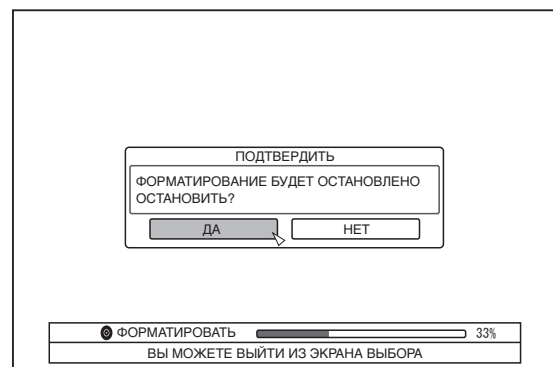 ПОДТВЕРДИТЬ
ФОРМАТИРОВАНИЕ БУДЕТ ОСТАНОВЛЕНО
ОСТАНОВИТЬ?
ДА НЕТ
ФОРМАТИРОВАТЬ 33%
ВЫ МОЖЕТЕ ВЫЙТИ ИЗ ЭКРАНА ВЫБОРА